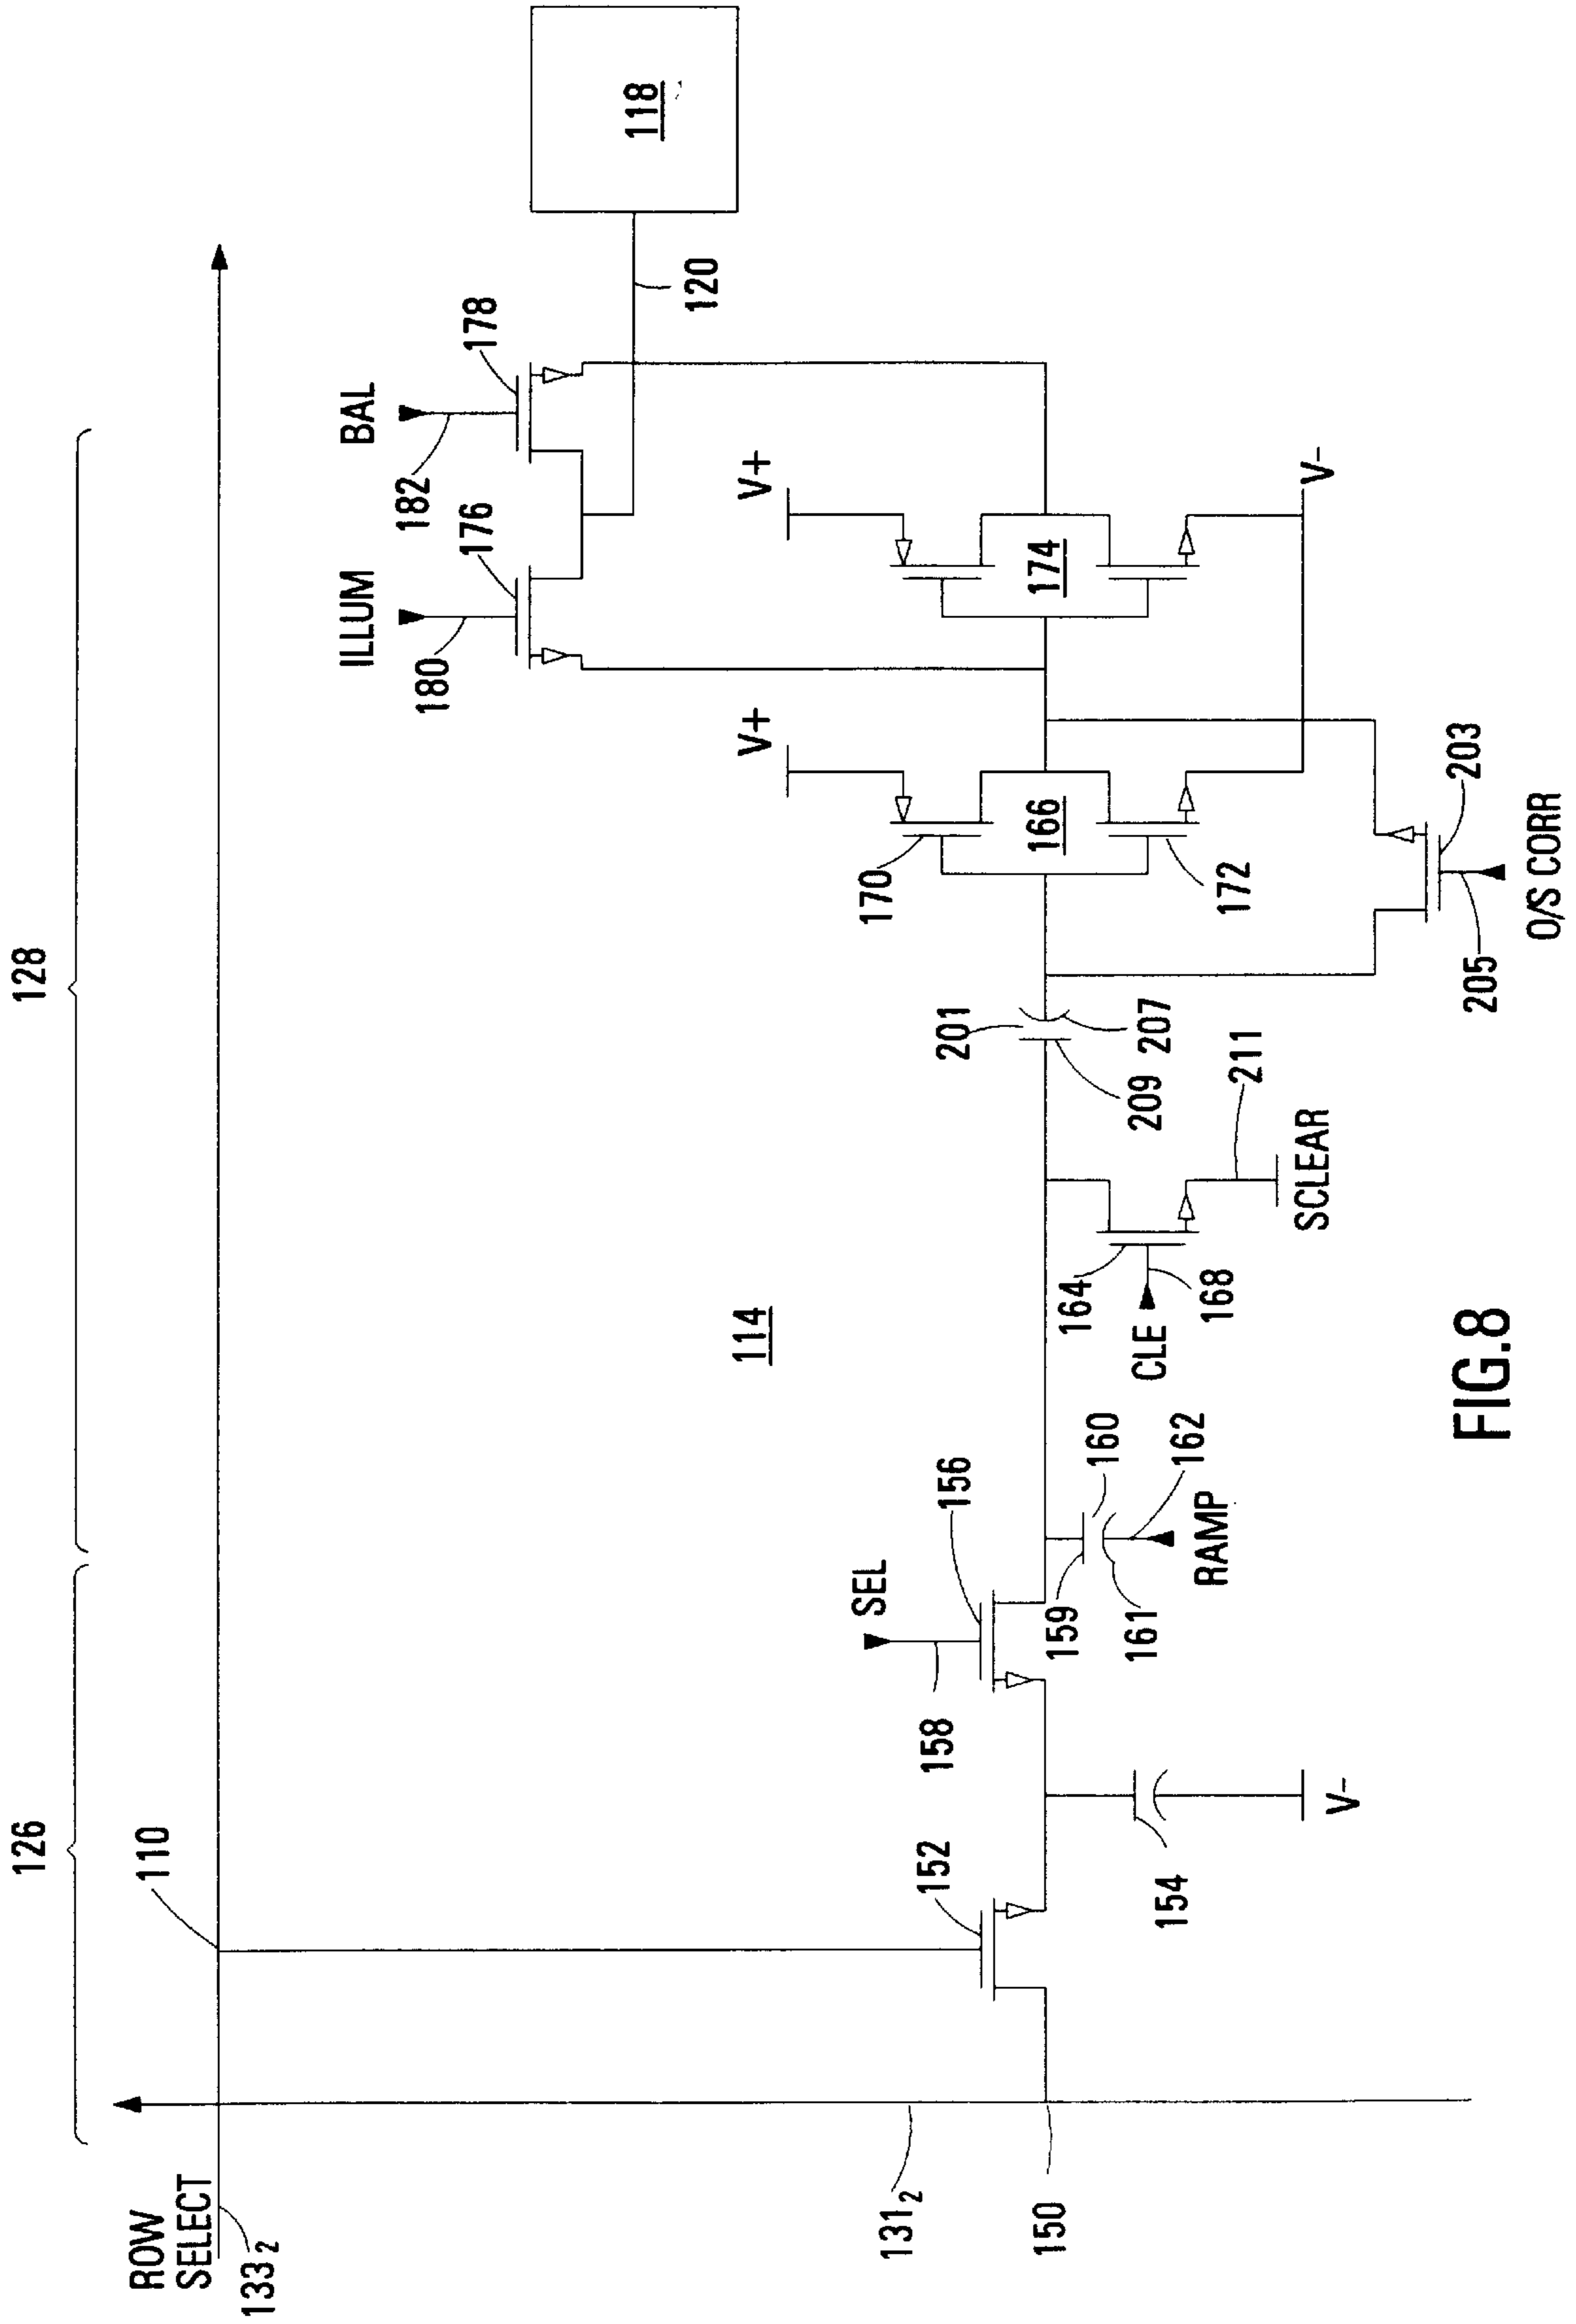 126
128
ROW
SELECT
133₂
110
ILLUM
BAL
180
176
182
178
118
120
114
V+
V+
SEL
158
156
152
131₂
150
154
V-
159
160
161
162
RAMP
164
CLE
168
SCLEAR
211
201
209
207
170
166
172
174
V-
203
205
O/S CORR
FIG.8